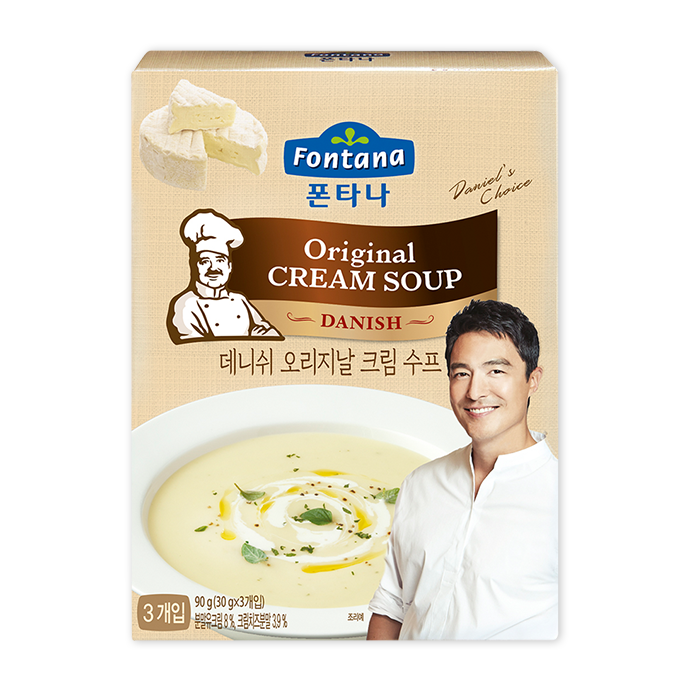 Fontana
Fontana
폰타나
Daniel's
Choice
Original
CREAM SOUP
DANISH
데니쉬 오리지날 크림 수프
3개입
90 g (30 g×3개입)
분말유크림 8 %, 크림치즈분말 3.9 %
조리예